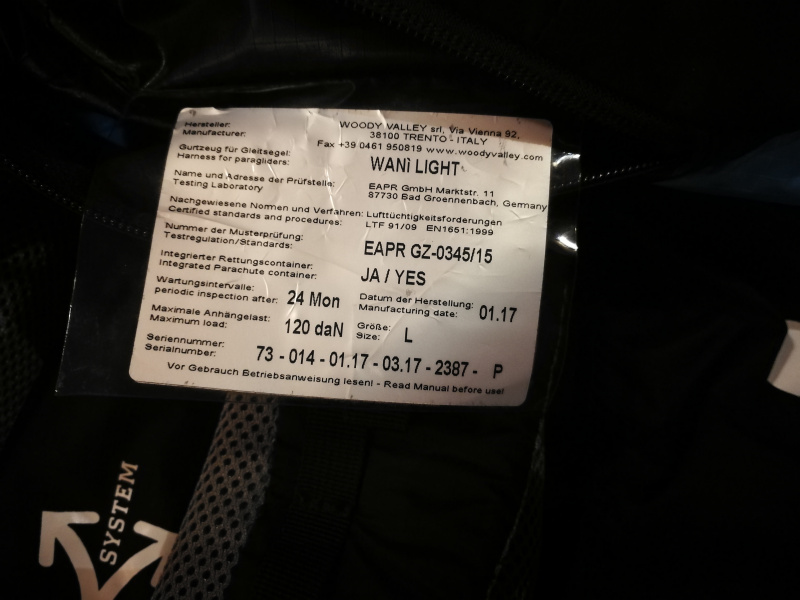 Hersteller:
Manufacturer:
WOODY VALLEY srl, Via Vienna 92,
38100 TRENTO - ITALY
Fax +39 0461 950819 www.woodyvalley.com
Gurtzeug für Gleitsegel:
Harness for paragliders:
WANÌ LIGHT
Name und Adresse der Prüfstelle:
Testing Laboratory
EAPR GmbH Marktstr. 11
87730 Bad Groennenbach, Germany
Nachgewiesene Normen und Verfahren: Lufttüchtigkeitsforderungen
Certified standards and procedures: LTF 91/09 EN1651:1999
Nummer der Musterprüfung:
Testregulation/Standards:
EAPR GZ-0345/15
Integrierter Rettungscontainer:
Integrated Parachute container:
JA / YES
Wartungsintervalle:
periodic inspection after:
24 Mon
Datum der Herstellung:
Manufacturing date:
01.17
Maximale Anhängelast:
Maximum load:
120 daN
Größe:
Size:
L
Seriennummer:
Serialnumber:
73 - 014 - 01.17 - 03.17 - 2387 - P
Vor Gebrauch Betriebsanweisung lesen! - Read Manual before use!
SYSTEM